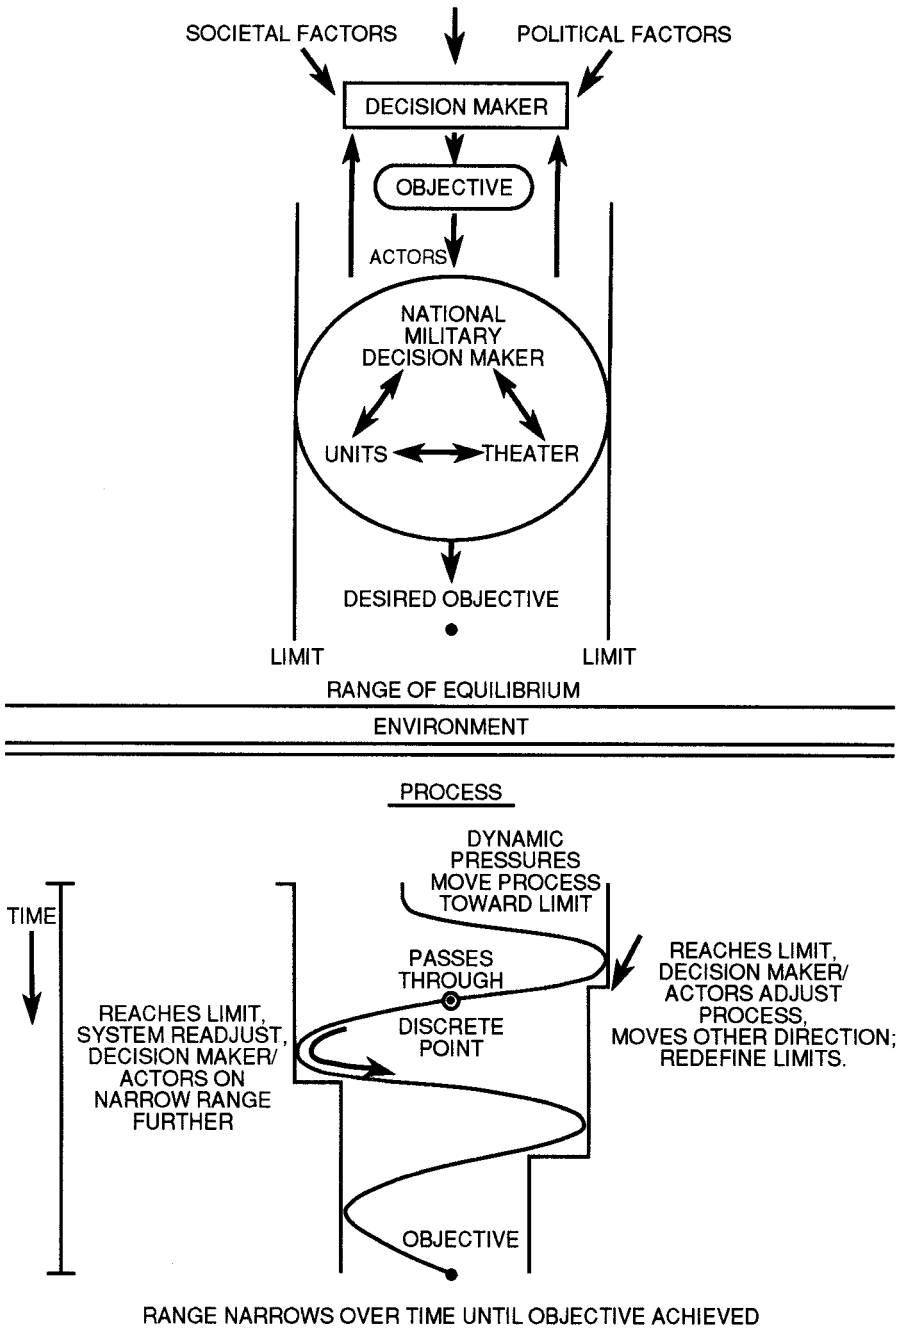 SOCIETAL FACTORS
POLITICAL FACTORS
DECISION MAKER
OBJECTIVE
ACTORS
NATIONAL
MILITARY
DECISION MAKER
UNITS
THEATER
DESIRED OBJECTIVE
LIMIT
LIMIT
RANGE OF EQUILIBRIUM
ENVIRONMENT
PROCESS
DYNAMIC
PRESSURES
MOVE PROCESS
TOWARD LIMIT
TIME
PASSES
THROUGH
DISCRETE
POINT
REACHES LIMIT,
DECISION MAKER/
ACTORS ADJUST
PROCESS,
MOVES OTHER DIRECTION;
REDEFINE LIMITS.
REACHES LIMIT,
SYSTEM READJUST,
DECISION MAKER/
ACTORS ON
NARROW RANGE
FURTHER
OBJECTIVE
RANGE NARROWS OVER TIME UNTIL OBJECTIVE ACHIEVED